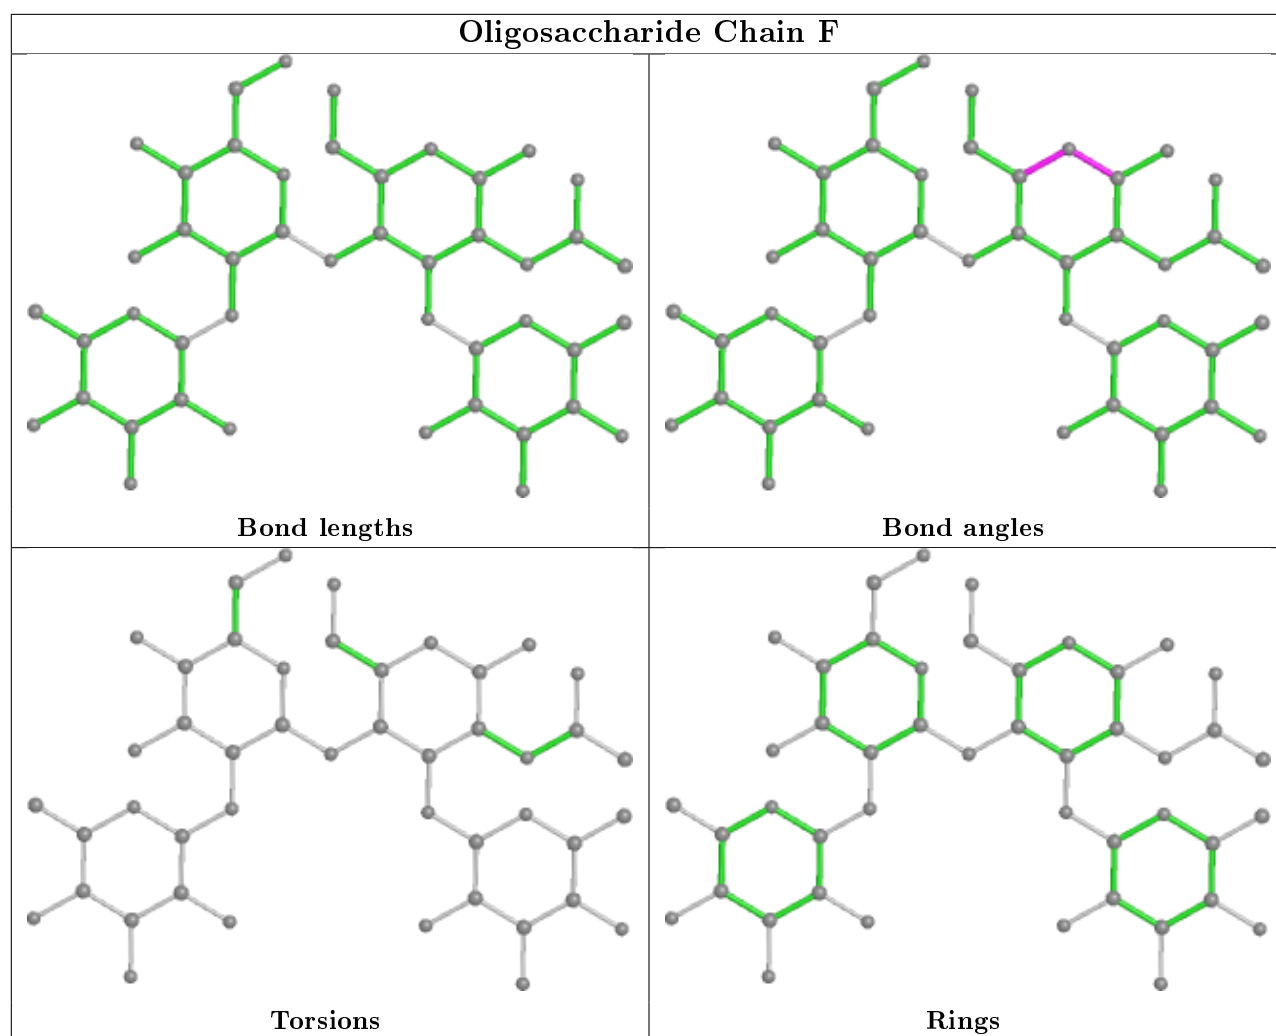 Oligosaccharide Chain F
Bond lengths
Bond angles
Torsions
Rings